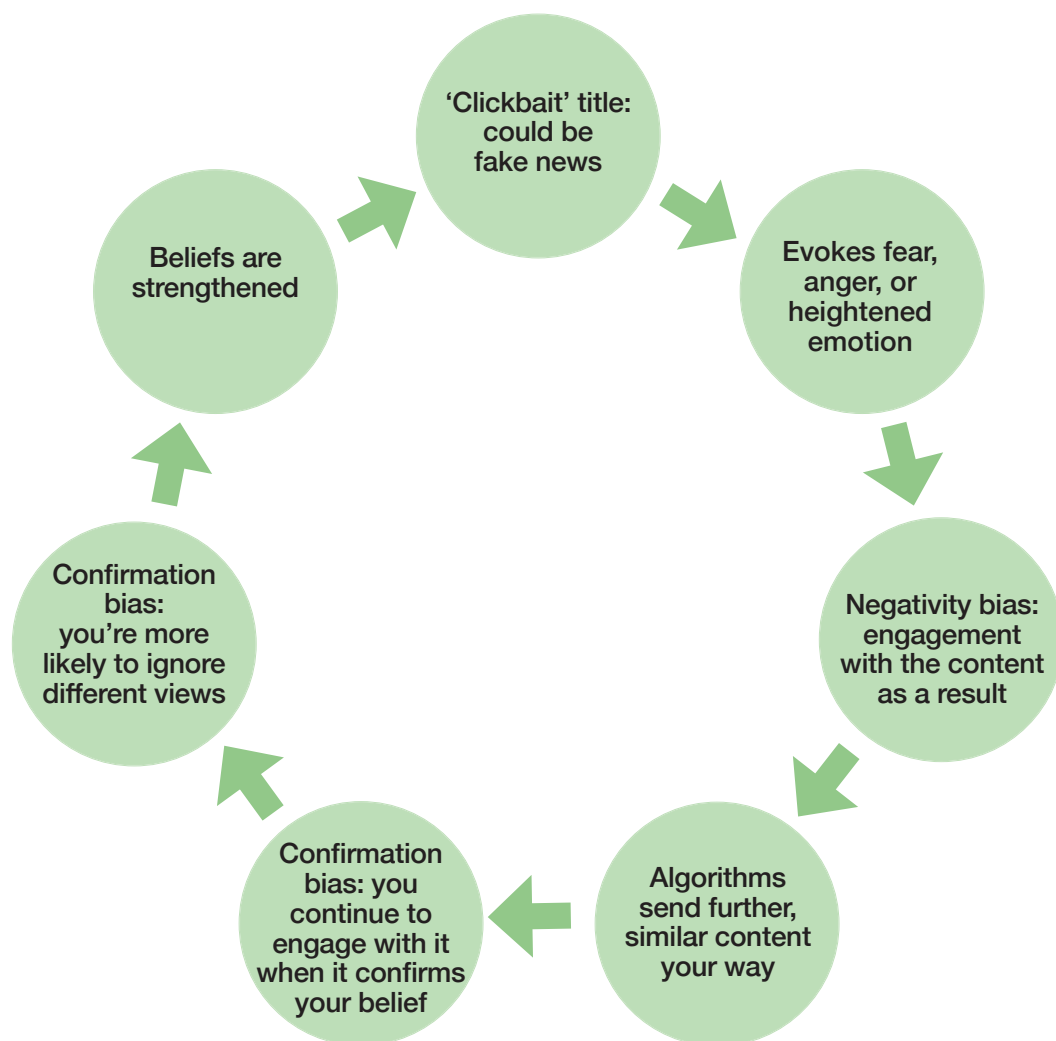 ‘Clickbait’ title:
could be
fake news
Evokes fear,
anger, or
heightened
emotion
Negativity bias:
engagement
with the content
as a result
Algorithms
send further,
similar content
your way
Confirmation
bias: you
continue to
engage with it
when it confirms
your belief
Confirmation
bias:
you’re more
likely to ignore
different views
Beliefs are
strengthened